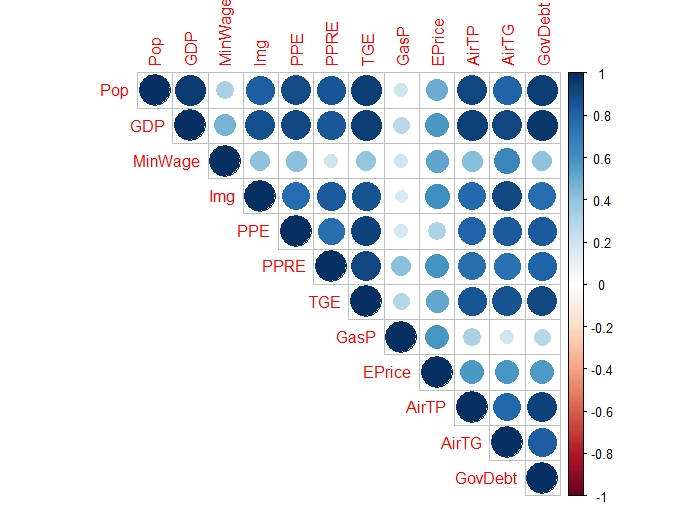 Pop
GDP
MinWage
Img
PPE
PPRE
TGE
GasP
EPrice
AirTP
AirTG
GovDebt
Pop
GDP
MinWage
Img
PPE
PPRE
TGE
GasP
EPrice
AirTP
AirTG
GovDebt
1
0.8
0.6
0.4
0.2
0
-0.2
-0.4
-0.6
-0.8
-1